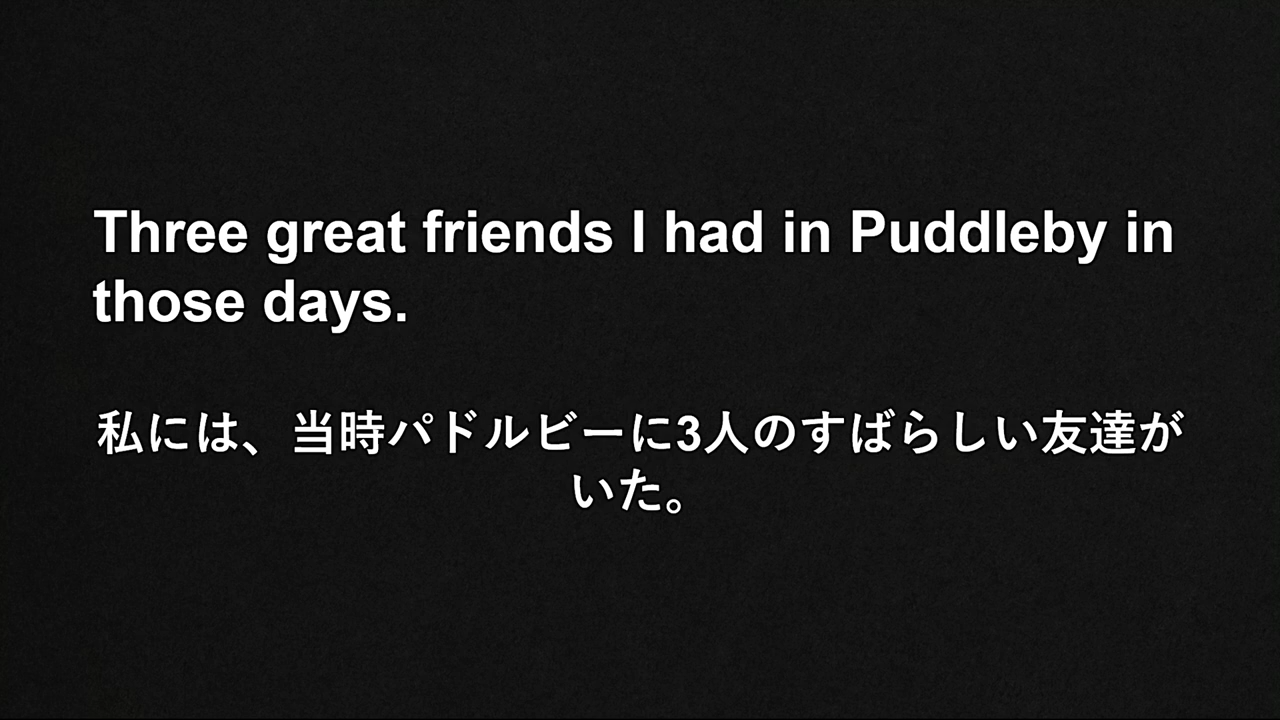 Three great friends I had in Puddleby in
those days.
私には、当時パドルビーに3人のすばらしい友達が
いた。